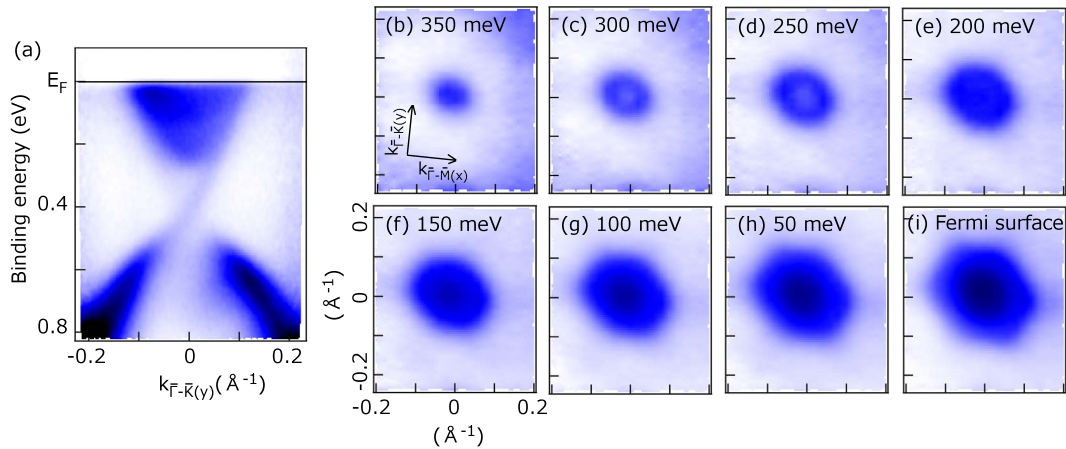 (a)
E_F
0.4
0.8
Binding energy (eV)
-0.2 0 0.2
k_Γ̄-K̄(y) (Å⁻¹)
(b) 350 meV
k_Γ̄-K̄(y)
k_Γ̄-M̄(x)
(c) 300 meV
(d) 250 meV
(e) 200 meV
(f) 150 meV
(g) 100 meV
(h) 50 meV
(i) Fermi surface
0.2
0
-0.2
(Å⁻¹)
-0.2 0 0.2
(Å⁻¹)